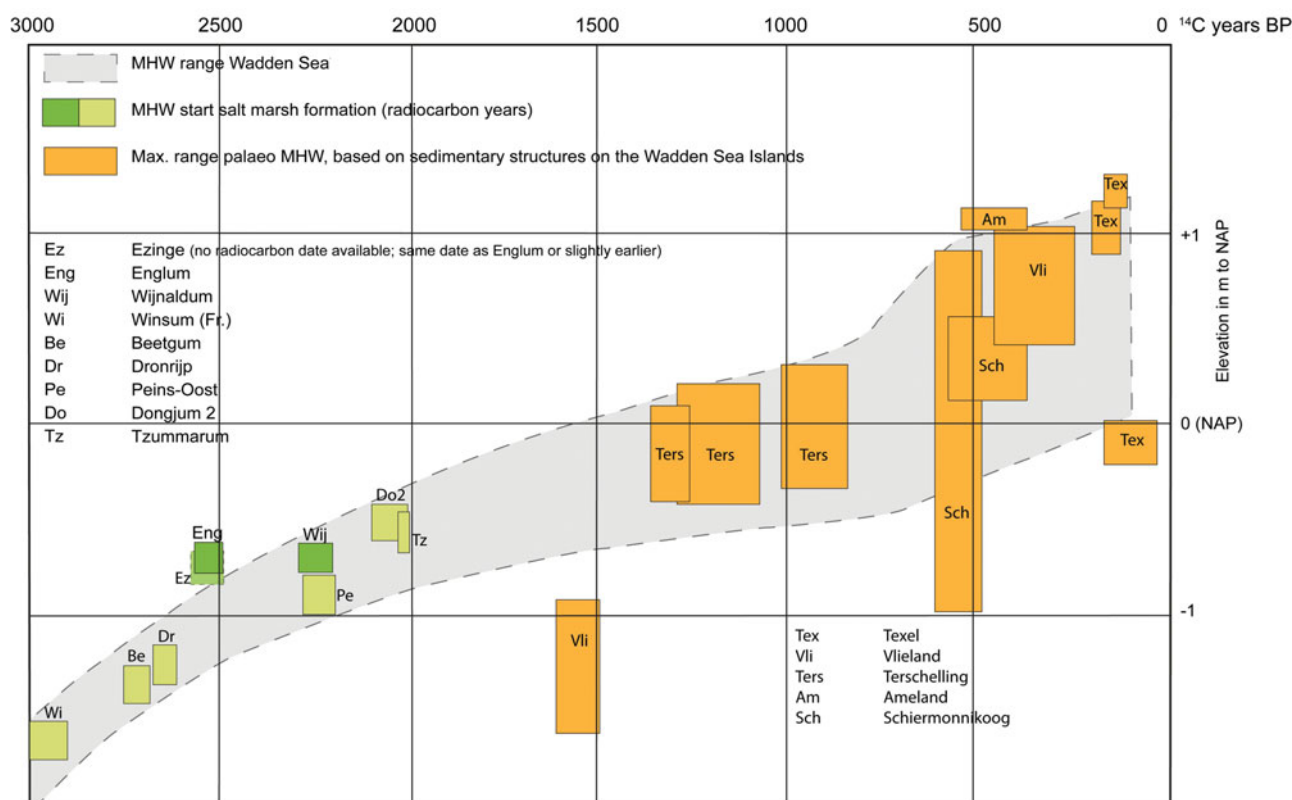 3000 2500 2000 1500 1000 500 0 ¹⁴C years BP
MHW range Wadden Sea
MHW start salt marsh formation (radiocarbon years)
Max. range palaeo MHW, based on sedimentary structures on the Wadden Sea Islands
Ez Ezinge (no radiocarbon date available; same date as Englum or slightly earlier)
Eng Englum
Wij Wijnaldum
Wi Winsum (Fr.)
Be Beetgum
Dr Dronrijp
Pe Peins-Oost
Do Dongjum 2
Tz Tzummarum
Tex
Am
Tex
+1
Vli
Elevation in m to NAP
Sch
0 (NAP)
Ters Ters Ters
Tex
Do2
Sch
Eng Wij
Tz
Ez
Pe
-1
Dr
Vli
Be
Wi
Tex Texel
Vli Vlieland
Ters Terschelling
Am Ameland
Sch Schiermonnikoog